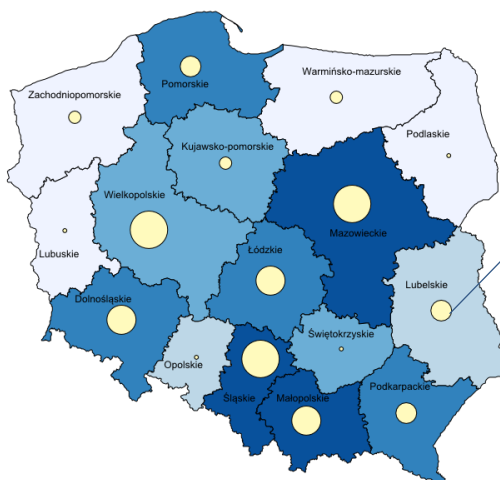 Pomorskie
Warmińsko-mazurskie
Zachodniopomorskie
Podlaskie
Kujawsko-pomorskie
Wielkopolskie
Mazowieckie
Łódzkie
Lubuskie
Lubelskie
Dolnośląskie
Świętokrzyskie
Opolskie
Podkarpackie
Śląskie
Małopolskie